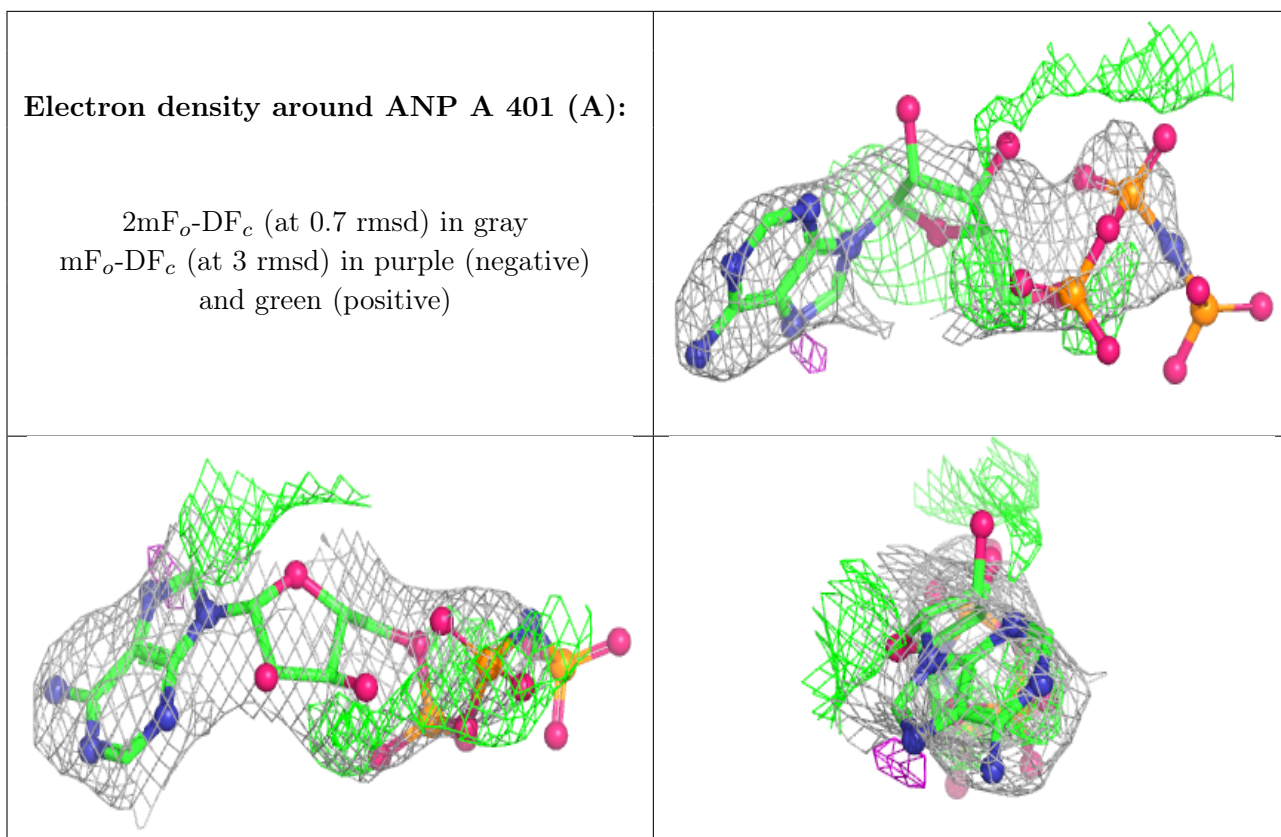 Electron density around ANP A 401 (A):
2mFo-DFc (at 0.7 rmsd) in gray
mFo-DFc (at 3 rmsd) in purple (negative)
and green (positive)